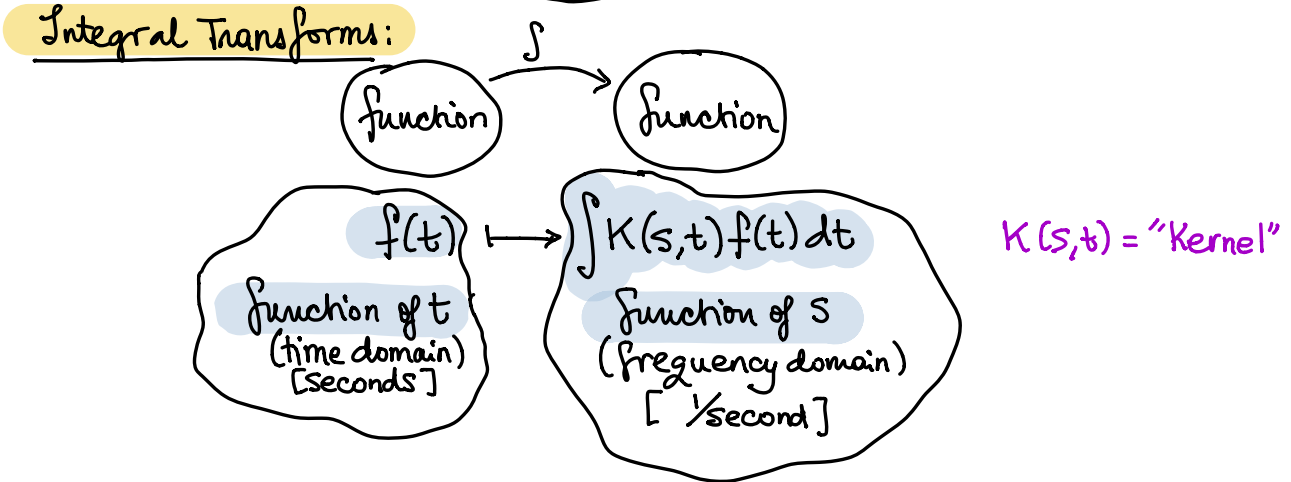 Integral Transforms:
∫
function
function
f(t) ↦ ∫ K(s,t) f(t) dt
K(s,t) = "Kernel"
function of t
(time domain)
[seconds]
function of s
(frequency domain)
[1/second]